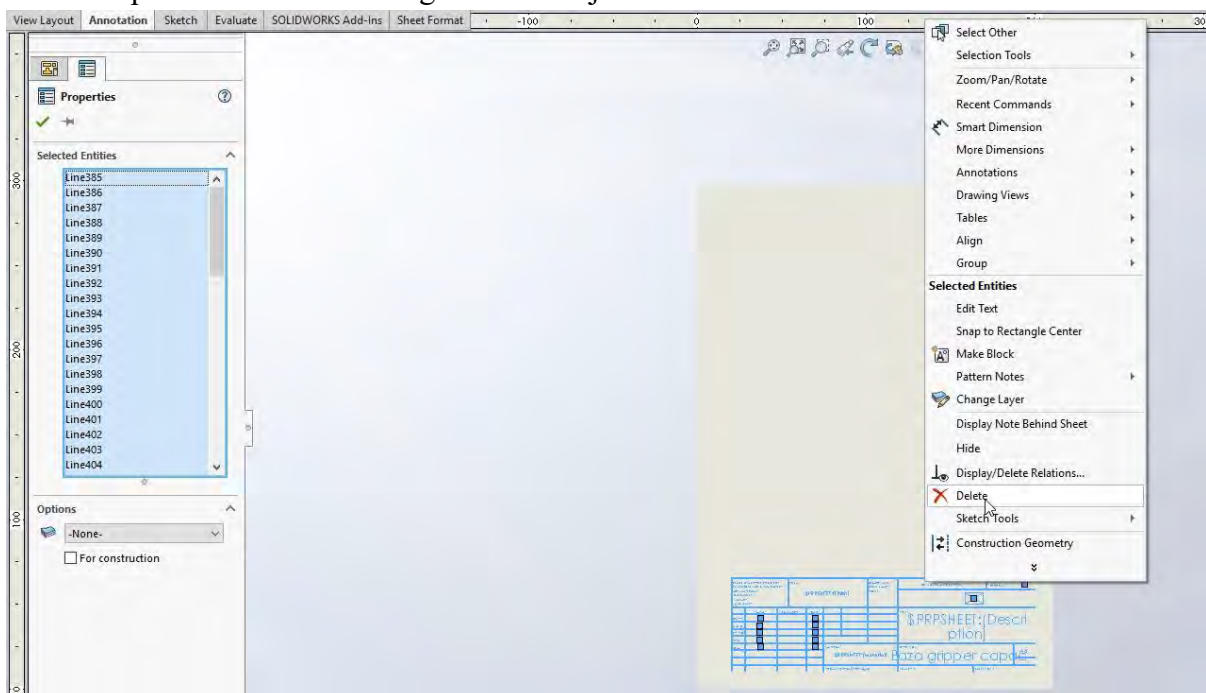 View Layout Annotation Sketch Evaluate SOLIDWORKS Add-Ins Sheet Format
-100 0 100
300
200
100
Properties
Selected Entities
Line385
Line386
Line387
Line388
Line389
Line390
Line391
Line392
Line393
Line394
Line395
Line396
Line397
Line398
Line399
Line400
Line401
Line402
Line403
Line404
Options
-None-
For construction
Select Other
Selection Tools
Zoom/Pan/Rotate
Recent Commands
Smart Dimension
More Dimensions
Annotations
Drawing Views
Tables
Align
Group
Selected Entities
Edit Text
Snap to Rectangle Center
Make Block
Pattern Notes
Change Layer
Display Note Behind Sheet
Hide
Display/Delete Relations...
Delete
Sketch Tools
Construction Geometry
$PRPSHEET:{Descri
ption}
Baza gripper